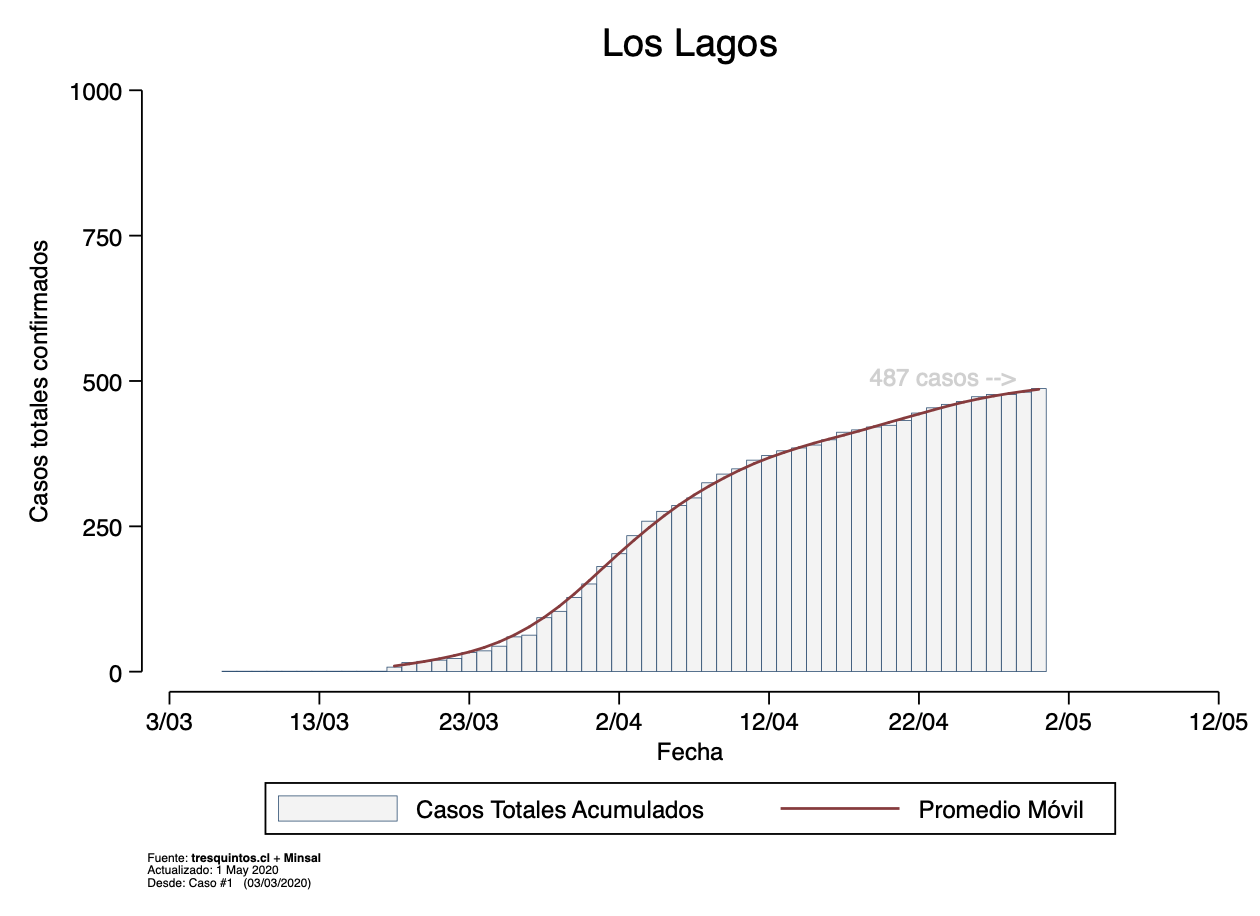 Los Lagos
1000
750
500
250
0
Casos totales confirmados
487 casos -->
3/03 13/03 23/03 2/04 12/04 22/04 2/05 12/05
Fecha
Casos Totales Acumulados Promedio Móvil
Fuente: tresquintos.cl + Minsal
Actualizado: 1 May 2020
Desde: Caso #1 (03/03/2020)